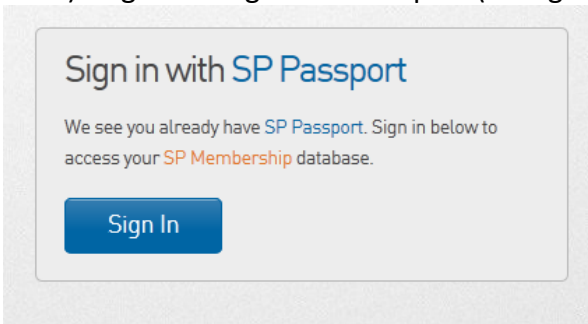 Sign in with SP Passport
We see you already have SP Passport. Sign in below to
access your SP Membership database.
Sign In